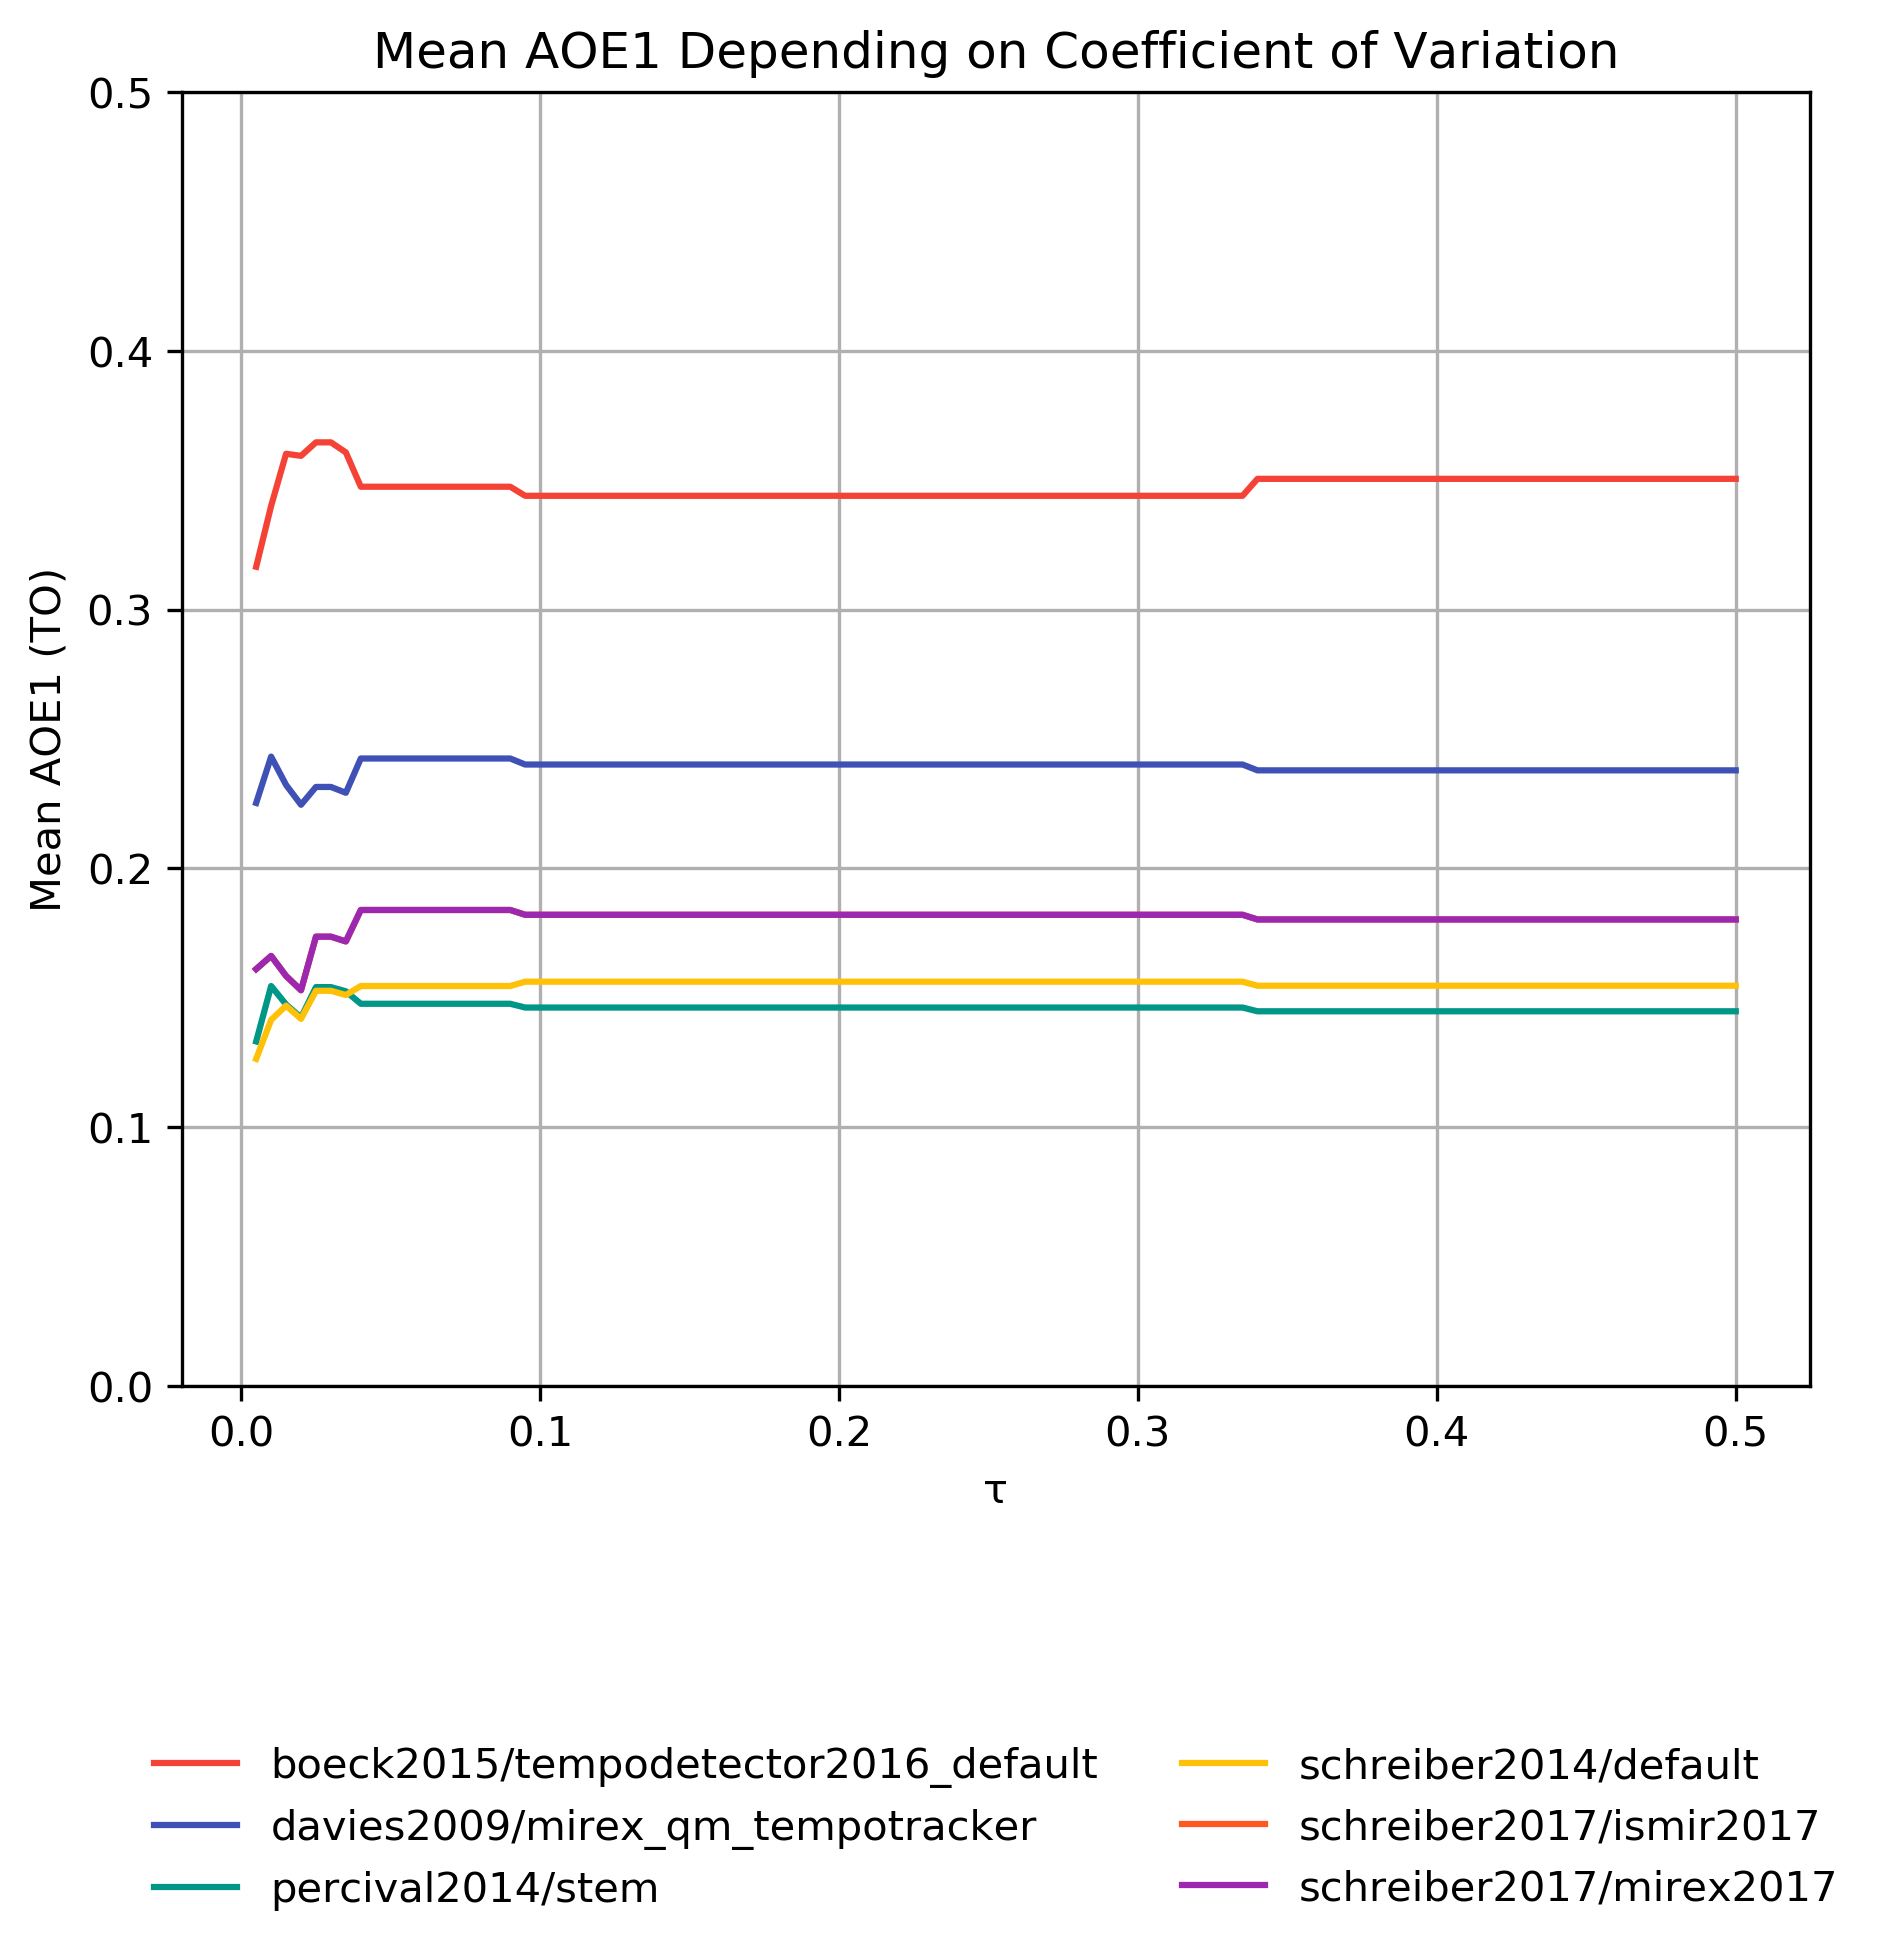 Mean AOE1 Depending on Coefficient of Variation
0.5
0.4
0.3
0.2
0.1
0.0
Mean AOE1 (TO)
0.0 0.1 0.2 0.3 0.4 0.5
τ
boeck2015/tempodetector2016_default
davies2009/mirex_qm_tempotracker
percival2014/stem
schreiber2014/default
schreiber2017/ismir2017
schreiber2017/mirex2017